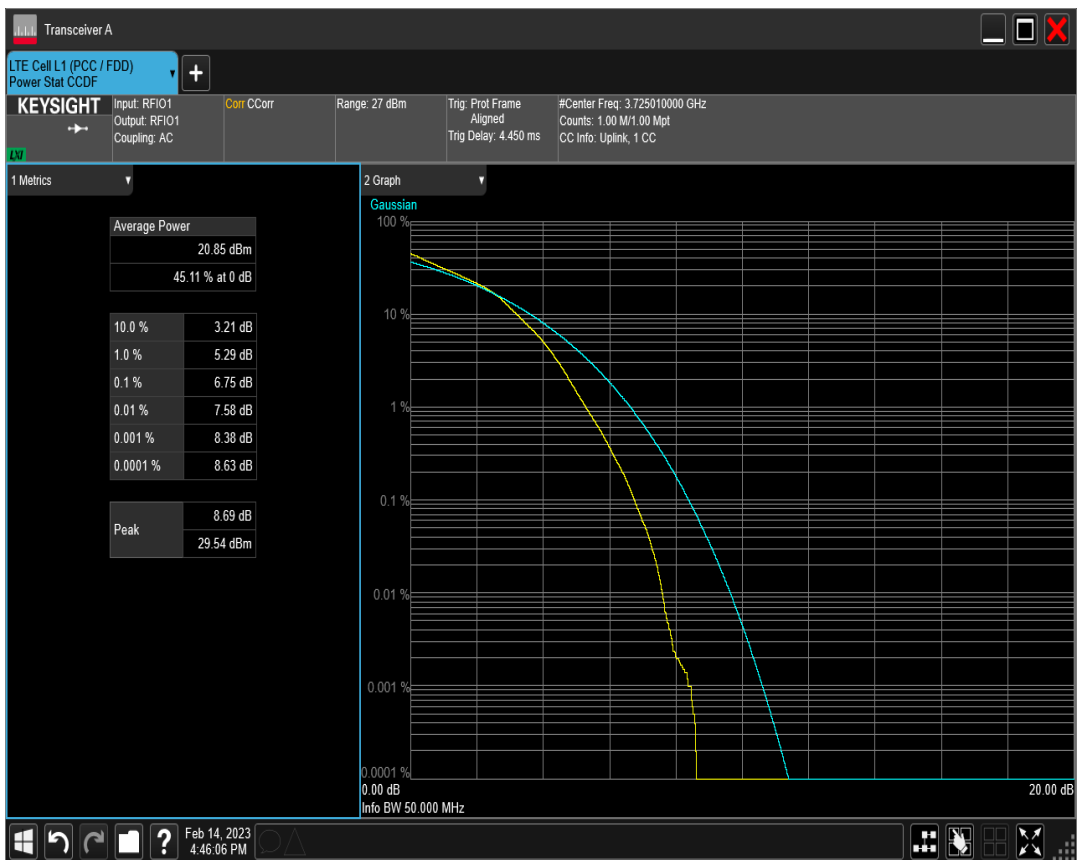 Transceiver A
LTE Cell L1 (PCC / FDD)
Power Stat CCDF
KEYSIGHT
LXI
Input: RFIO1
Output: RFIO1
Coupling: AC
Corr CCorr
Range: 27 dBm
Trig: Prot Frame
Aligned
Trig Delay: 4.450 ms
#Center Freq: 3.725010000 GHz
Counts: 1.00 M/1.00 Mpt
CC Info: Uplink, 1 CC
1 Metrics
Average Power
20.85 dBm
45.11 % at 0 dB
10.0 % 3.21 dB
1.0 % 5.29 dB
0.1 % 6.75 dB
0.01 % 7.58 dB
0.001 % 8.38 dB
0.0001 % 8.63 dB
Peak 8.69 dB
29.54 dBm
2 Graph
Gaussian
100 %
10 %
1 %
0.1 %
0.01 %
0.001 %
0.0001 %
0.00 dB 20.00 dB
Info BW 50.000 MHz
Feb 14, 2023
4:46:06 PM